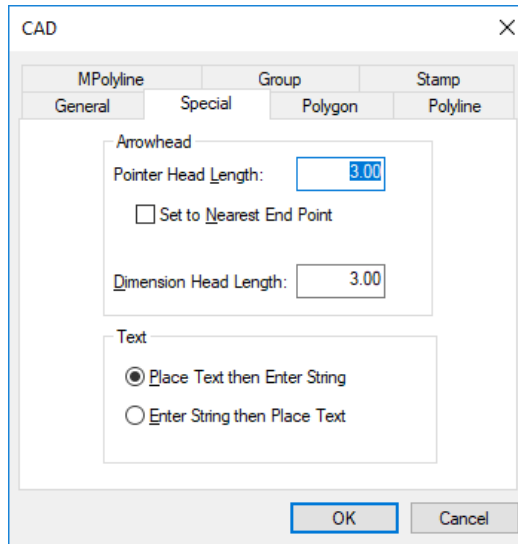 CAD
MPolyline Group Stamp
General Special Polygon Polyline
Arrowhead
Pointer Head Length: 3.00
Set to Nearest End Point
Dimension Head Length: 3.00
Text
Place Text then Enter String
Enter String then Place Text
OK Cancel